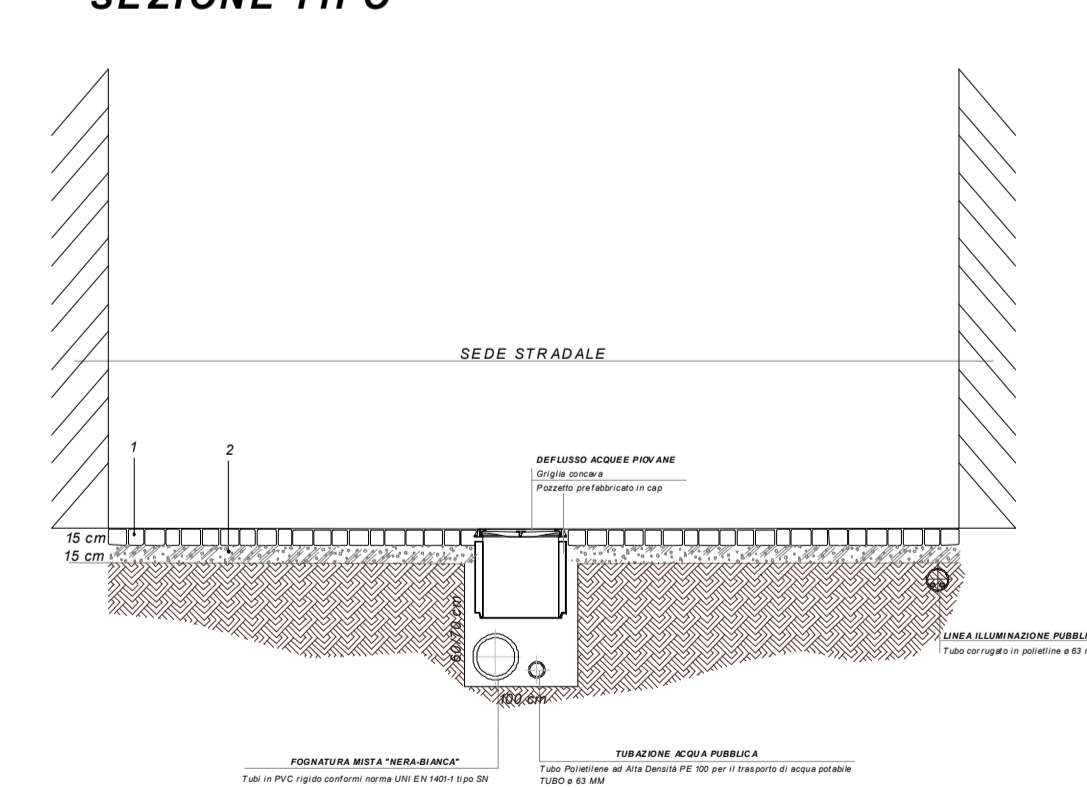 SEZIONE TIPO
SEDE STRADALE
1
2
DEFLUSSO ACQUEE PIOVANE
Griglia concava
Pozzetto prefabbricato in cap
15 cm
15 cm
60/70 cm
100 cm
LINEA ILLUMINAZIONE PUBBLI
Tubo corrugato in polietline ø 63 m
FOGNATURA MISTA "NERA-BIANCA"
Tubi in PVC rigido conformi norma UNI EN 1401-1 tipo SN
TUBAZIONE ACQUA PUBBLICA
Tubo Polietilene ad Alta Densità PE 100 per il trasporto di acqua potabile
TUBO ø 63 MM